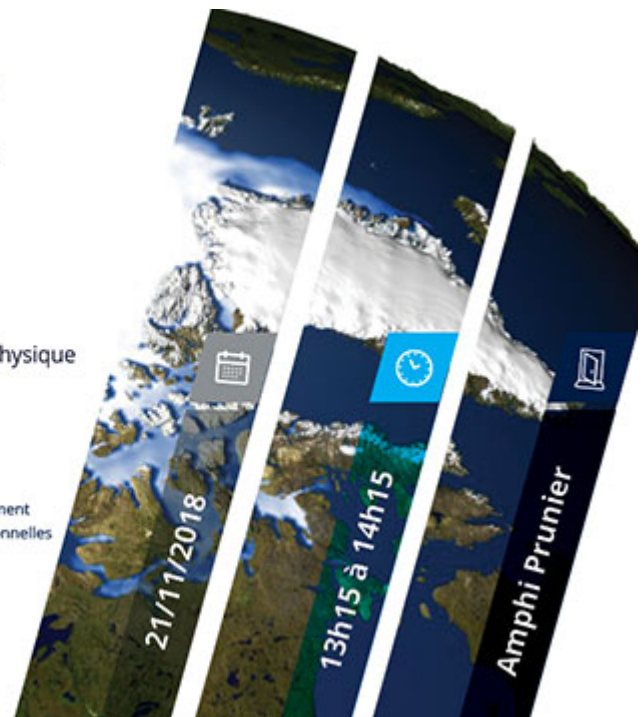 hysique
ment
nnelles
21/11/2018
13h15 à 14h15
Amphi Prunier